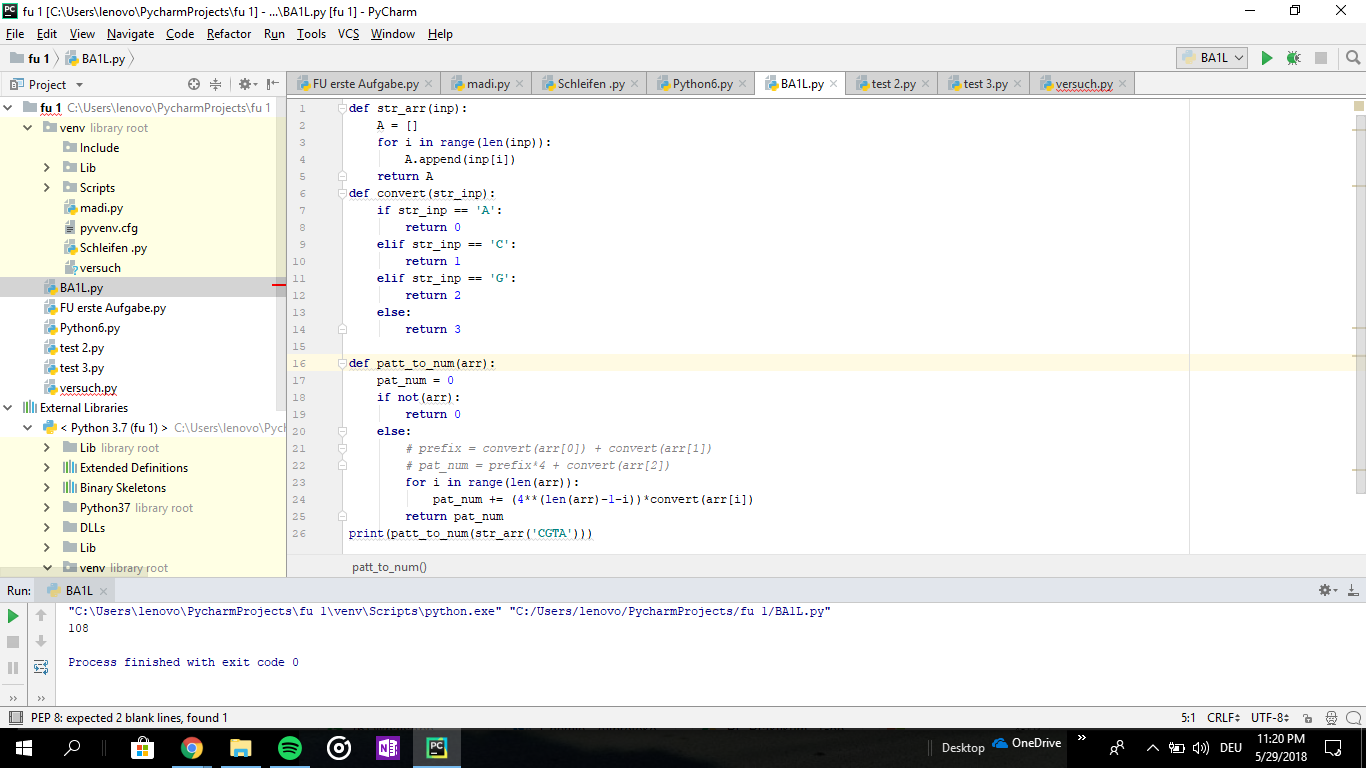 fu 1 [C:\Users\lenovo\PycharmProjects\fu 1] - ...\BA1L.py [fu 1] - PyCharm
File Edit View Navigate Code Refactor Run Tools VCS Window Help
fu 1 BA1L.py BA1L
Project
FU erste Aufgabe.py madi.py Schleifen .py Python6.py BA1L.py test 2.py test 3.py versuch.py
fu 1 C:\Users\lenovo\PycharmProjects\fu 1
venv library root
Include
Lib
Scripts
madi.py
pyvenv.cfg
Schleifen .py
versuch
BA1L.py
FU erste Aufgabe.py
Python6.py
test 2.py
test 3.py
versuch.py
External Libraries
< Python 3.7 (fu 1) > C:\Users\lenovo\Pych
Lib library root
Extended Definitions
Binary Skeletons
Python37 library root
DLLs
Lib
venv library root
1 def str_arr(inp):
2 A = []
3 for i in range(len(inp)):
4 A.append(inp[i])
5 return A
6 def convert(str_inp):
7 if str_inp == 'A':
8 return 0
9 elif str_inp == 'C':
10 return 1
11 elif str_inp == 'G':
12 return 2
13 else:
14 return 3
15
16 def patt_to_num(arr):
17 pat_num = 0
18 if not(arr):
19 return 0
20 else:
21 # prefix = convert(arr[0]) + convert(arr[1])
22 # pat_num = prefix*4 + convert(arr[2])
23 for i in range(len(arr)):
24 pat_num += (4**(len(arr)-1-i))*convert(arr[i])
25 return pat_num
26 print(patt_to_num(str_arr('CGTA')))
patt_to_num()
Run: BA1L
"C:\Users\lenovo\PycharmProjects\fu 1\venv\Scripts\python.exe" "C:/Users/lenovo/PycharmProjects/fu 1/BA1L.py"
108
Process finished with exit code 0
PEP 8: expected 2 blank lines, found 1 5:1 CRLF UTF-8
Desktop OneDrive DEU 11:20 PM
5/29/2018